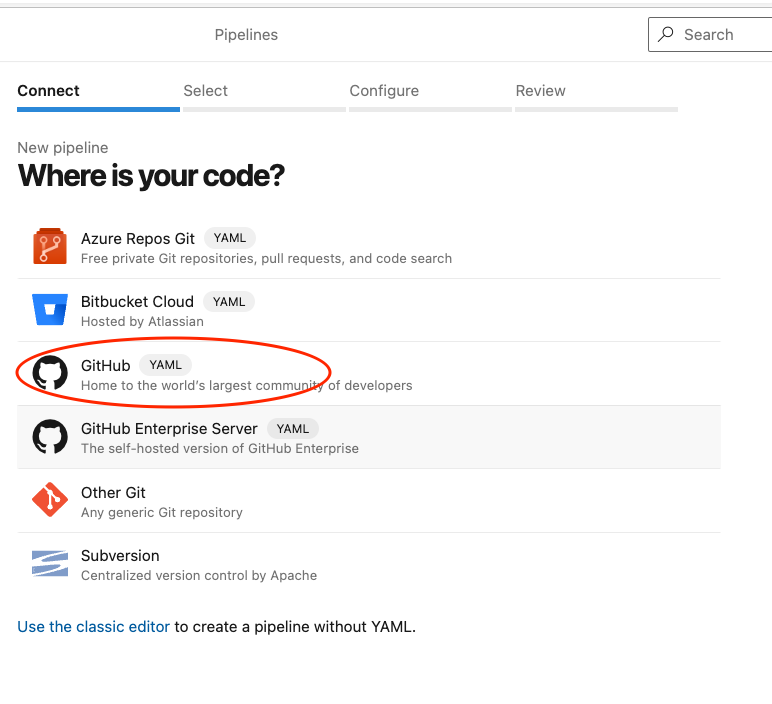 Pipelines
Search
Connect Select Configure Review
New pipeline
Where is your code?
Azure Repos Git YAML
Free private Git repositories, pull requests, and code search
Bitbucket Cloud YAML
Hosted by Atlassian
GitHub YAML
Home to the world's largest community of developers
GitHub Enterprise Server YAML
The self-hosted version of GitHub Enterprise
Other Git
Any generic Git repository
Subversion
Centralized version control by Apache
Use the classic editor to create a pipeline without YAML.